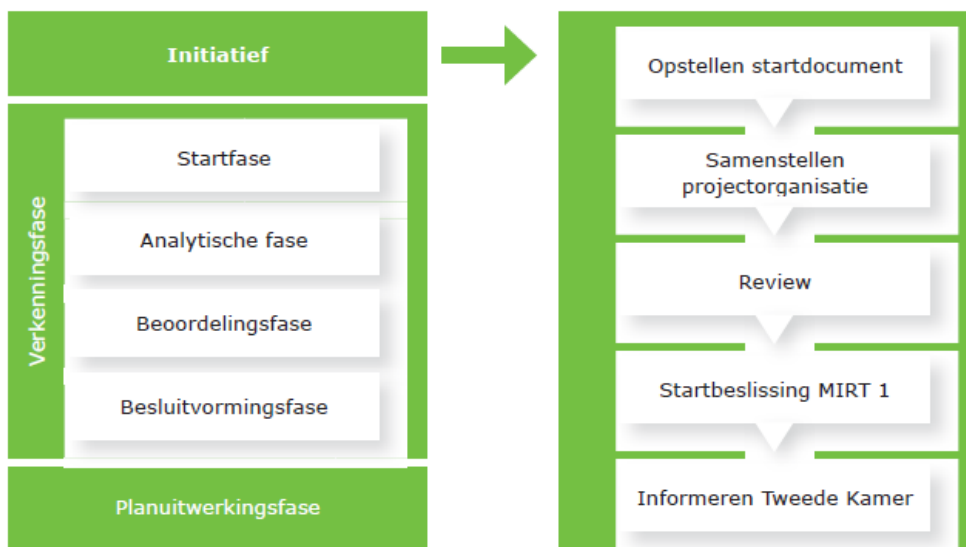 Initiatief
Verkenningsfase
Startfase
Analytische fase
Beoordelingsfase
Besluitvormingsfase
Planuitwerkingsfase
Opstellen startdocument
Samenstellen
projectorganisatie
Review
Startbeslissing MIRT 1
Informeren Tweede Kamer